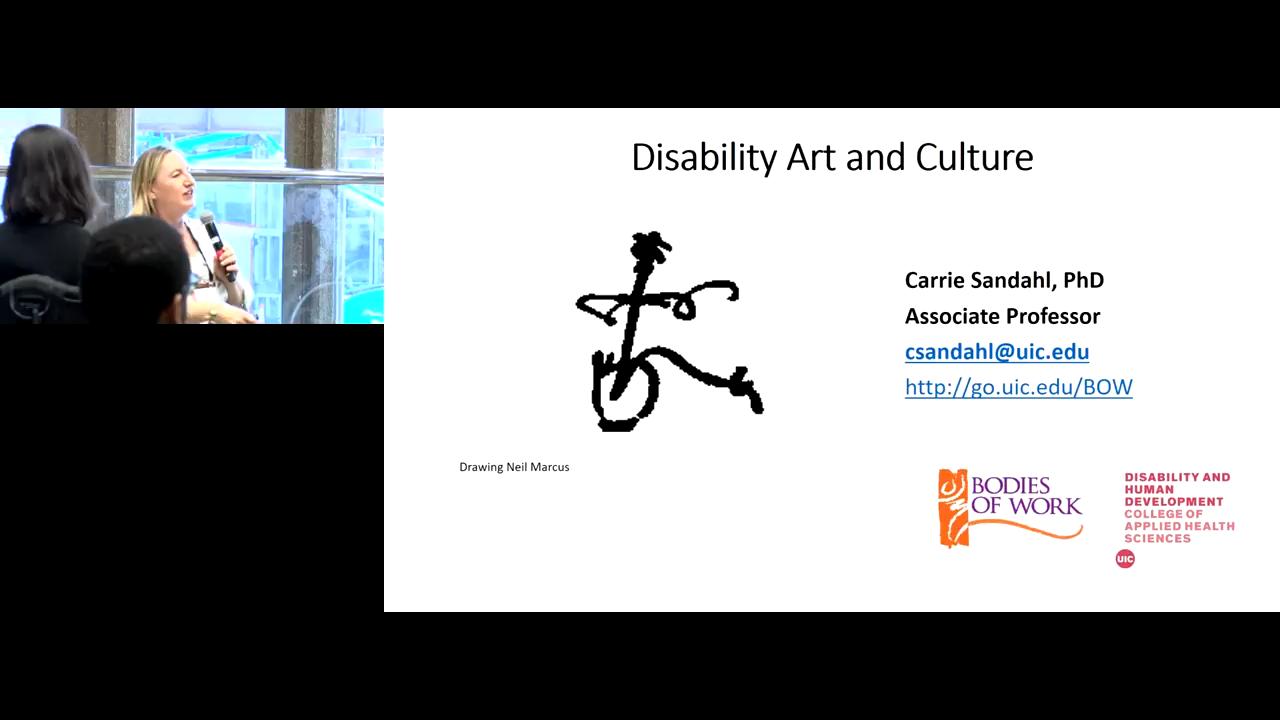 Disability Art and Culture
Carrie Sandahl, PhD
Associate Professor
csandahl@uic.edu
http://go.uic.edu/BOW
Drawing Neil Marcus
BODIES
OF WORK
DISABILITY AND
HUMAN
DEVELOPMENT
COLLEGE OF
APPLIED HEALTH
SCIENCES
UIC